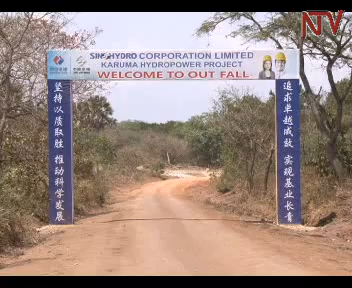 NTV
SINOHYDRO CORPORATION LIMITED
KARUMA HYDROPOWER PROJECT
WELCOME TO OUT FALL
坚持以质取胜 推动科学发展
追求卓越成效 实现基业长青